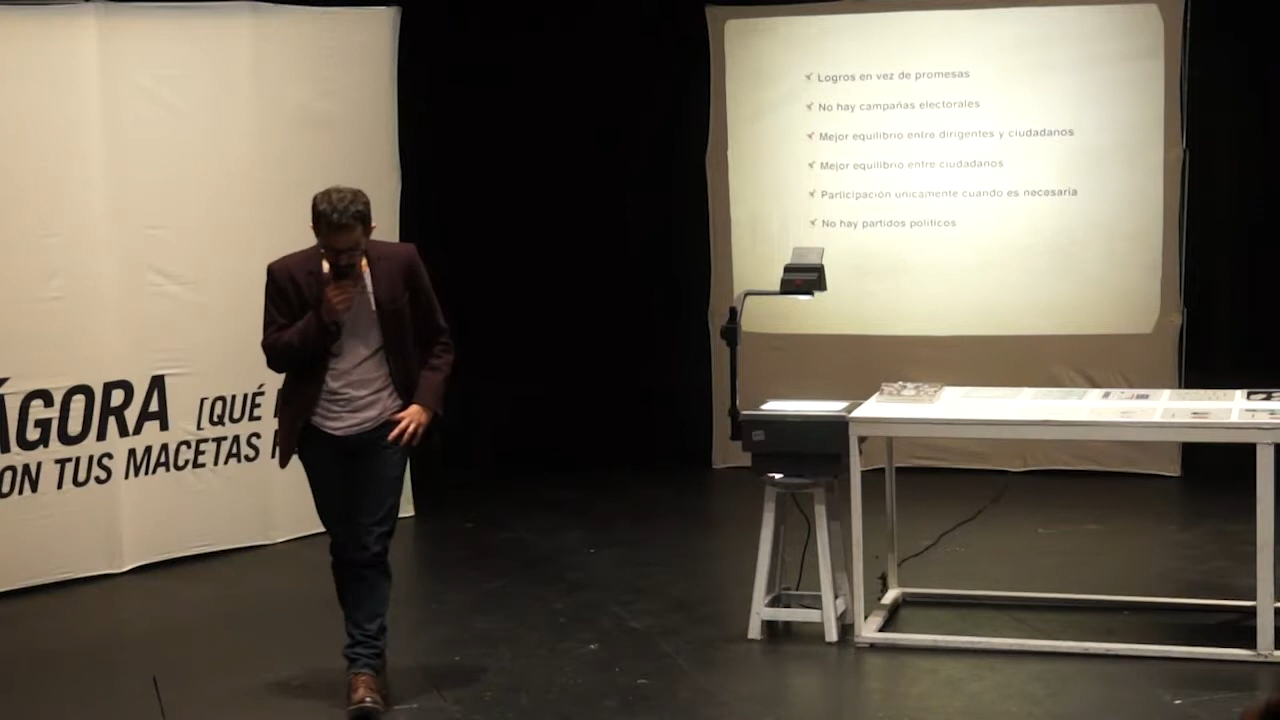 ÁGORA [QUÉ
ON TUS MACETAS
Logros en vez de promesas
No hay campañas electorales
Mejor equilibrio entre dirigentes y ciudadanos
Mejor equilibrio entre ciudadanos
Participación unicamente cuando es necesaria
No hay partidos políticos